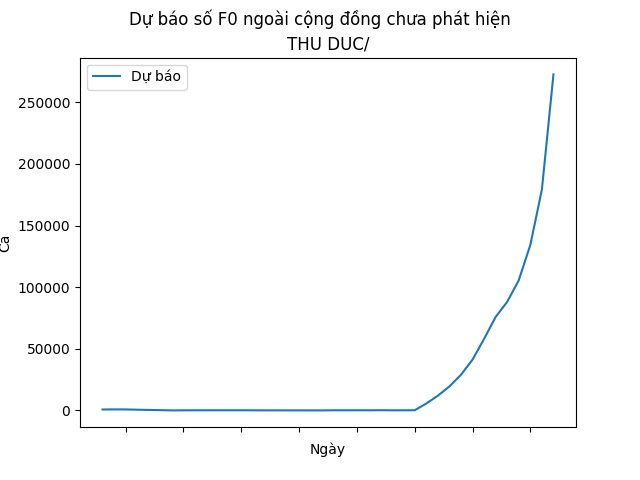 Dự báo số F0 ngoài cộng đồng chưa phát hiện
THU DUC/
Dự báo
250000
200000
150000
100000
50000
0
Ca
Ngày